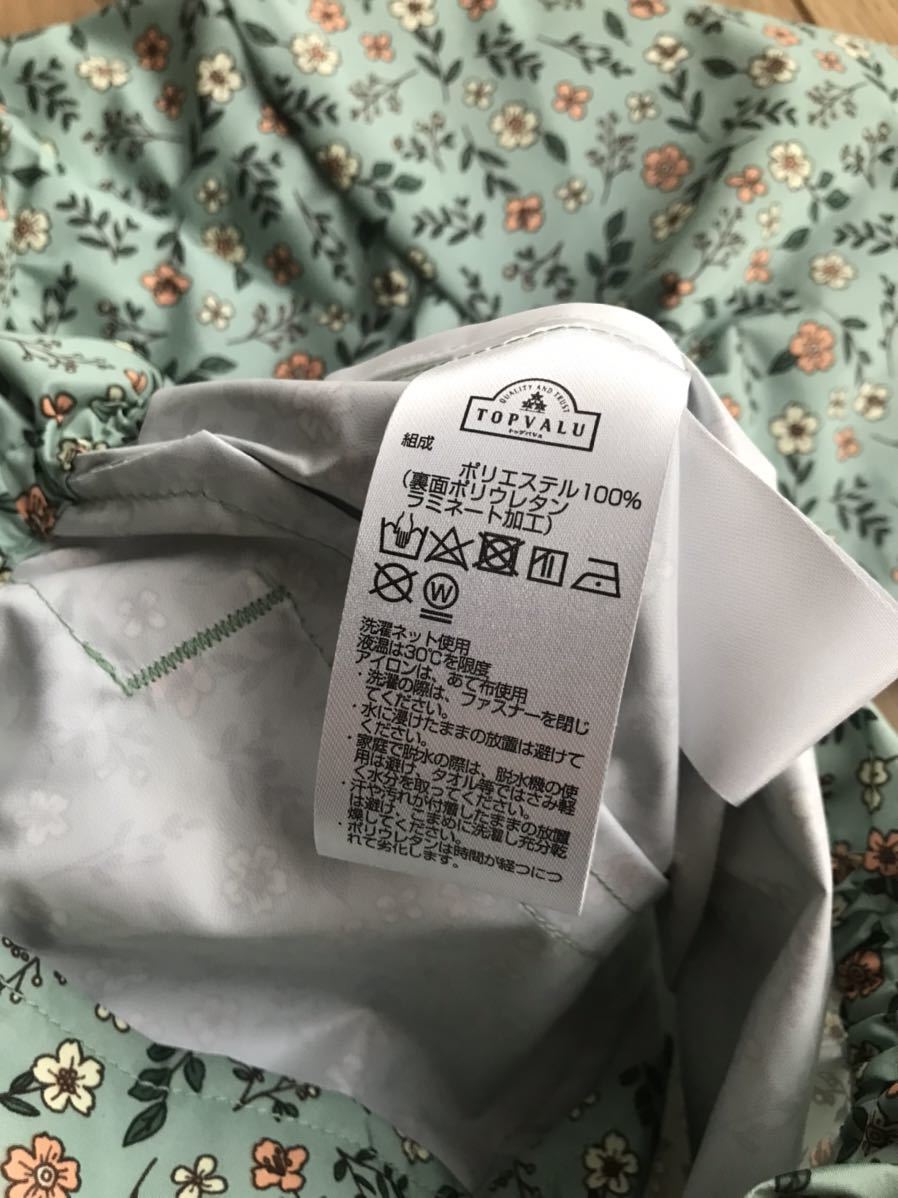 QUALITY AND TRUST
TOPVALU
トップバリュ
組成
ポリエステル100%
(裏面ポリウレタン
ラミネート加工)
W
洗濯ネット使用
液温は30℃を限度
アイロンは、あて布使用
・洗濯の際は、ファスナーを閉じ
てください。
・水に浸けたままの放置は避けて
ください。
・家庭で脱水の際は、脱水機の使
用は避け、タオル等ではさみ軽
く水分を取ってください。
・汗や汚れが付着したままの放置
は避け、こまめに洗濯し充分乾
燥してください。
・ポリウレタンは時間が経つにつ
れて劣化します。